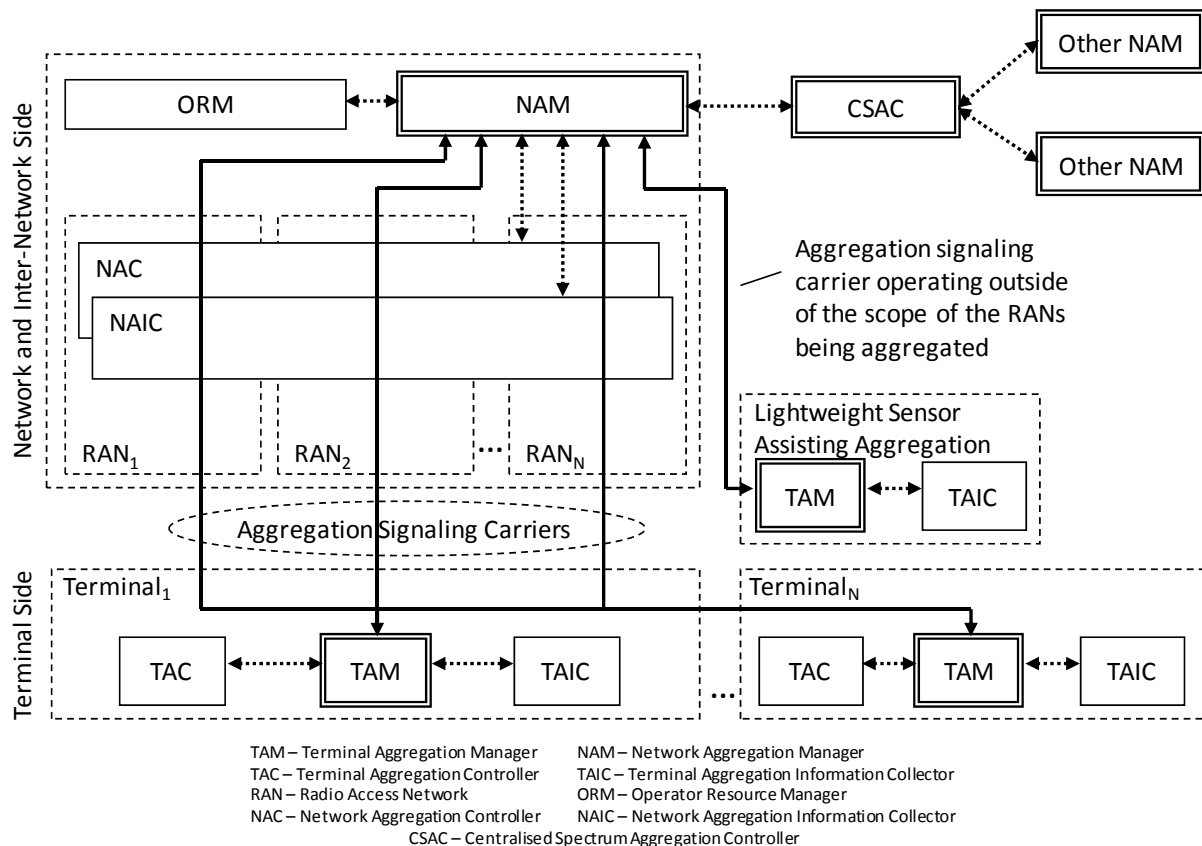 Network and Inter-Network Side
ORM
NAM
CSAC
Other NAM
Other NAM
NAC
NAIC
RAN1
RAN2
...
RANN
Aggregation signaling
carrier operating outside
of the scope of the RANs
being aggregated
Lightweight Sensor
Assisting Aggregation
TAM
TAIC
Aggregation Signaling Carriers
Terminal Side
Terminal1
TAC
TAM
TAIC
...
TerminalN
TAC
TAM
TAIC
TAM – Terminal Aggregation Manager
NAM – Network Aggregation Manager
TAC – Terminal Aggregation Controller
TAIC – Terminal Aggregation Information Collector
RAN – Radio Access Network
ORM – Operator Resource Manager
NAC – Network Aggregation Controller
NAIC – Network Aggregation Information Collector
CSAC – Centralised Spectrum Aggregation Controller